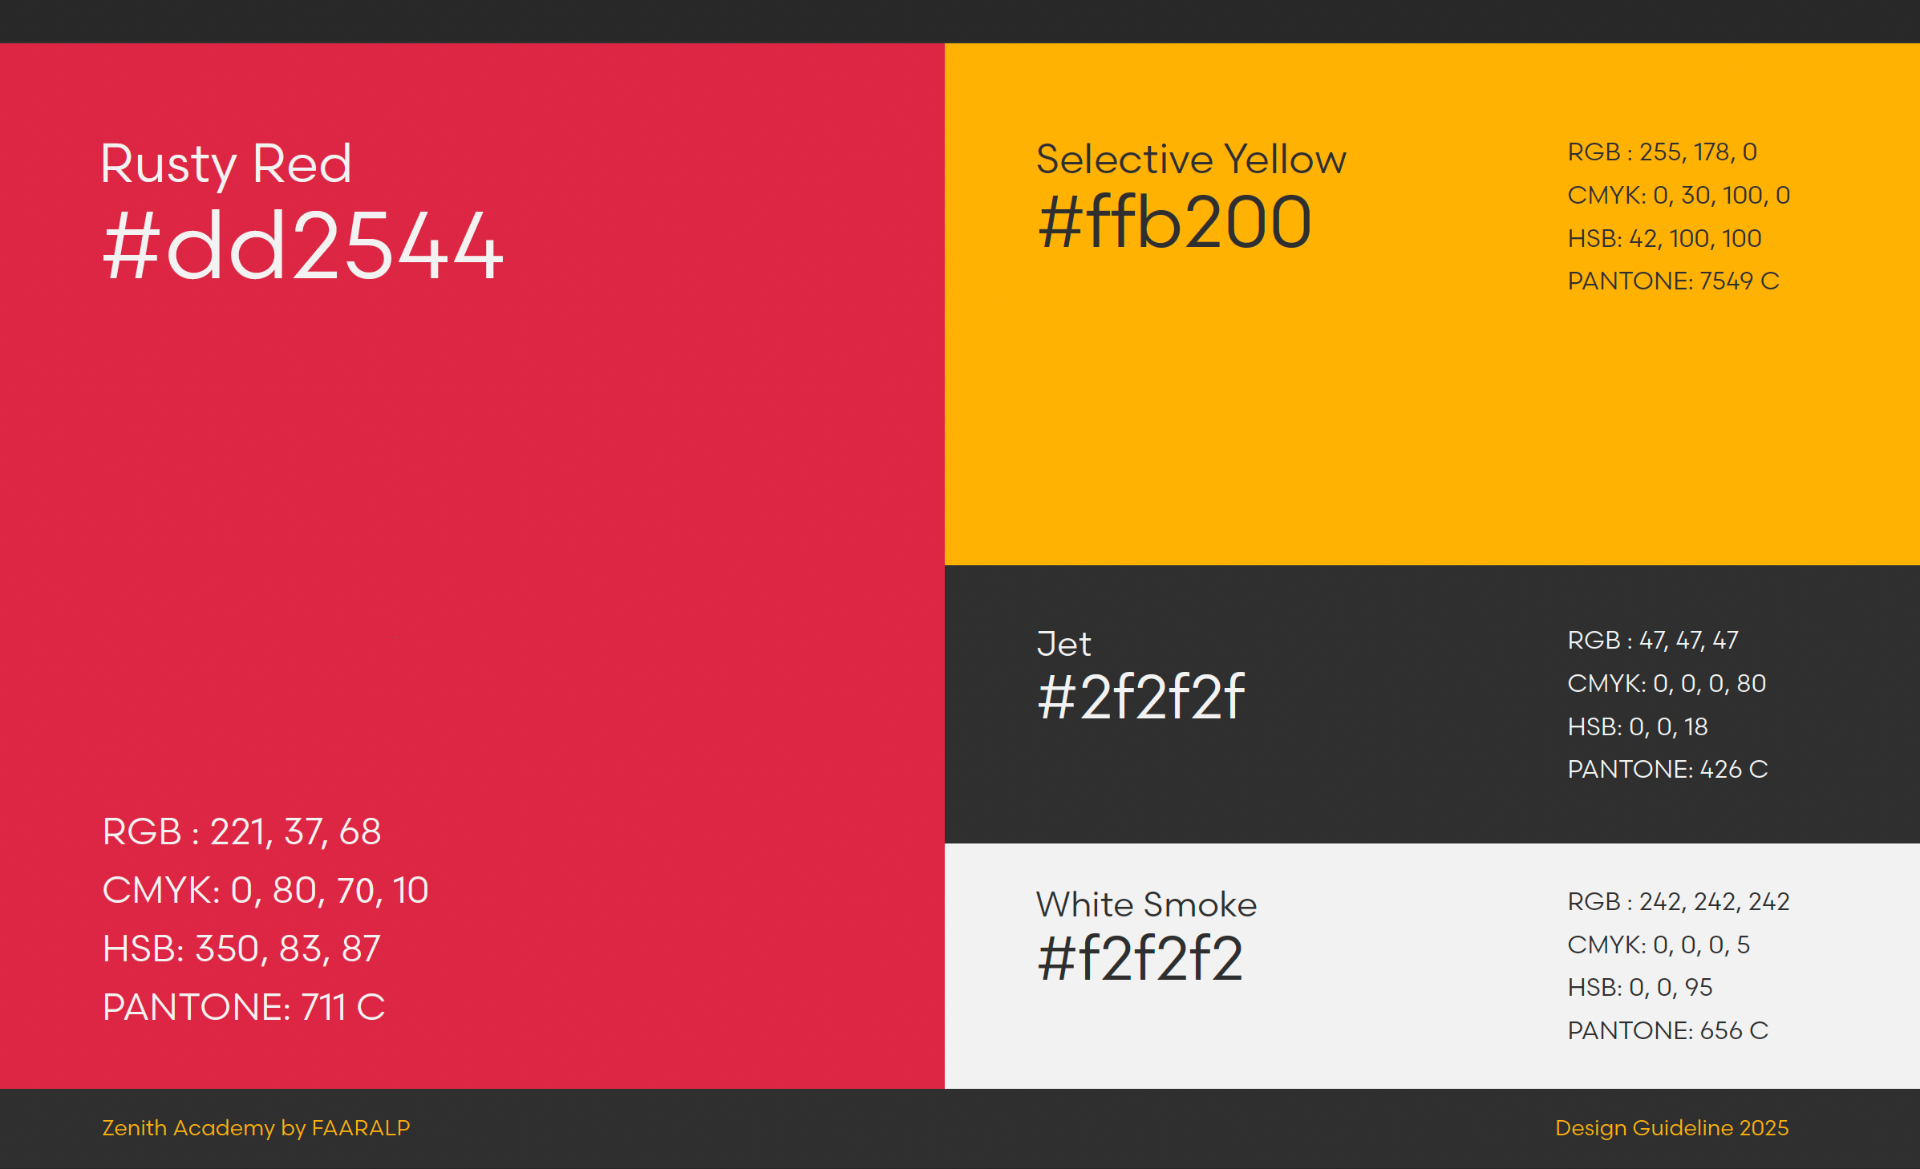 Rusty Red
#dd2544
RGB : 221, 37, 68
CMYK: 0, 80, 70, 10
HSB: 350, 83, 87
PANTONE: 711 C
Selective Yellow
#ffb200
RGB : 255, 178, 0
CMYK: 0, 30, 100, 0
HSB: 42, 100, 100
PANTONE: 7549 C
Jet
#2f2f2f
RGB : 47, 47, 47
CMYK: 0, 0, 0, 80
HSB: 0, 0, 18
PANTONE: 426 C
White Smoke
#f2f2f2
RGB : 242, 242, 242
CMYK: 0, 0, 0, 5
HSB: 0, 0, 95
PANTONE: 656 C
Zenith Academy by FAARALP
Design Guideline 2025